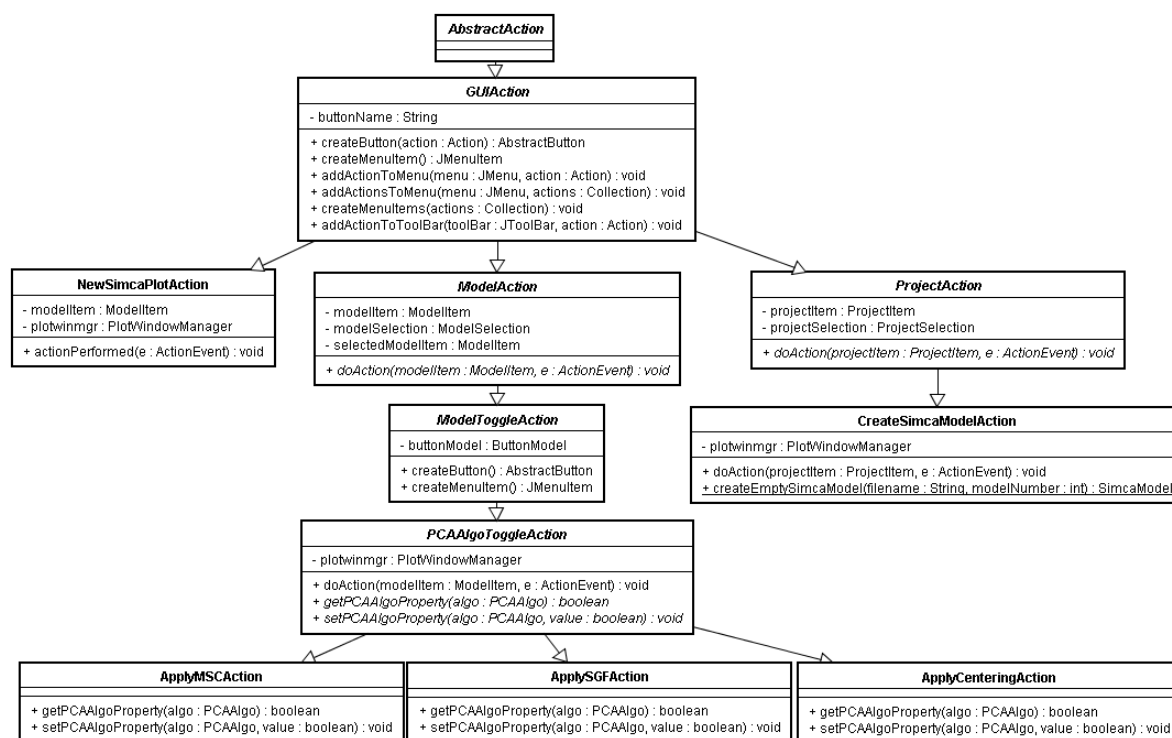 AbstractAction
GUIAction
- buttonName : String
+ createButton(action : Action) : AbstractButton
+ createMenuItem() : JMenuItem
+ addActionToMenu(menu : JMenu, action : Action) : void
+ addActionsToMenu(menu : JMenu, actions : Collection) : void
+ createMenuItems(actions : Collection) : void
+ addActionToToolBar(toolBar : JToolBar, action : Action) : void
NewSimcaPlotAction
- modelItem : ModelItem
- plotwinmgr : PlotWindowManager
+ actionPerformed(e : ActionEvent) : void
ModelAction
- modelItem : ModelItem
- modelSelection : ModelSelection
- selectedModelItem : ModelItem
+ doAction(modelItem : ModelItem, e : ActionEvent) : void
ProjectAction
- projectItem : ProjectItem
- projectSelection : ProjectSelection
+ doAction(projectItem : ProjectItem, e : ActionEvent) : void
ModelToggleAction
- buttonModel : ButtonModel
+ createButton() : AbstractButton
+ createMenuItem() : JMenuItem
CreateSimcaModelAction
- plotwinmgr : PlotWindowManager
+ doAction(projectItem : ProjectItem, e : ActionEvent) : void
+ createEmptySimcaModel(filename : String, modelNumber : int) : SimcaModel
PCAAlgoToggleAction
- plotwinmgr : PlotWindowManager
+ doAction(modelItem : ModelItem, e : ActionEvent) : void
+ getPCAAlgoProperty(algo : PCAAlgo) : boolean
+ setPCAAlgoProperty(algo : PCAAlgo, value : boolean) : void
ApplyMSCAction
+ getPCAAlgoProperty(algo : PCAAlgo) : boolean
+ setPCAAlgoProperty(algo : PCAAlgo, value : boolean) : void
ApplySGFAction
+ getPCAAlgoProperty(algo : PCAAlgo) : boolean
+ setPCAAlgoProperty(algo : PCAAlgo, value : boolean) : void
ApplyCenteringAction
+ getPCAAlgoProperty(algo : PCAAlgo) : boolean
+ setPCAAlgoProperty(algo : PCAAlgo, value : boolean) : void